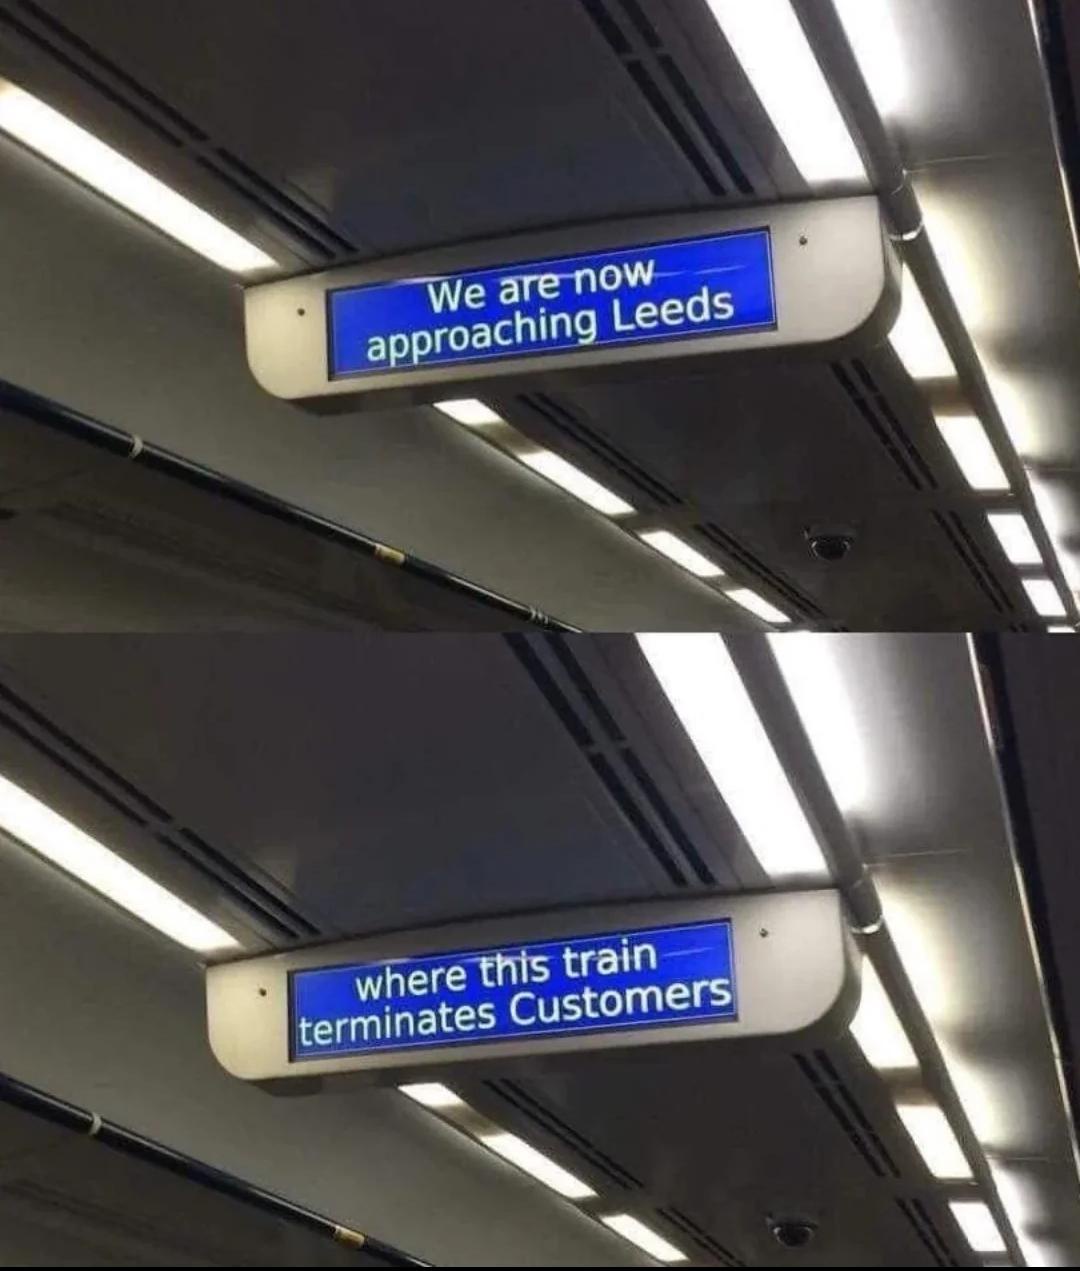 We are now
approaching Leeds
where this train
terminates Customers